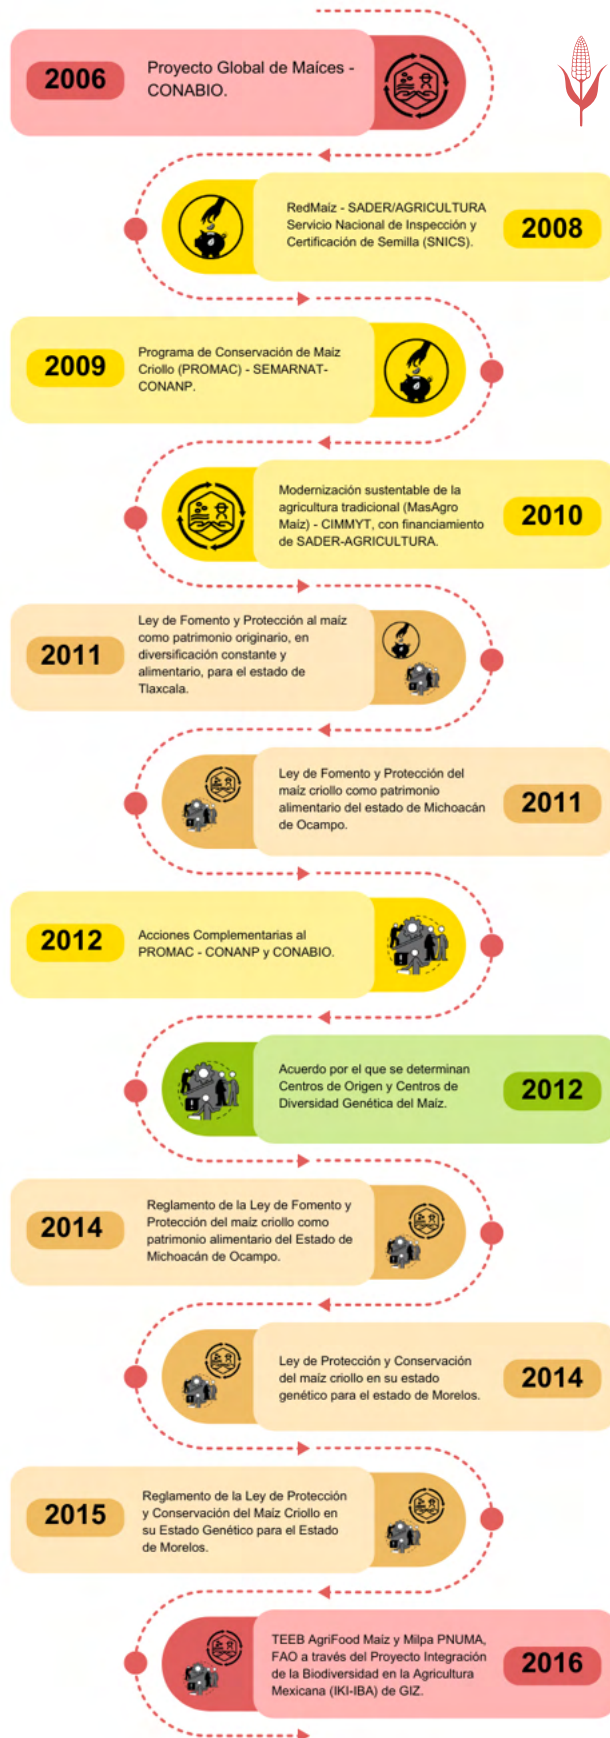 2006
Proyecto Global de Maíces -
CONABIO.
RedMaíz - SADER/AGRICULTURA
Servicio Nacional de Inspección y
Certificación de Semilla (SNICS).
2008
2009
Programa de Conservación de Maíz
Criollo (PROMAC) - SEMARNAT-
CONANP.
Modernización sustentable de la
agricultura tradicional (MasAgro
Maíz) - CIMMYT, con financiamiento
de SADER-AGRICULTURA.
2010
2011
Ley de Fomento y Protección al maíz
como patrimonio originario, en
diversificación constante y
alimentario, para el estado de
Tlaxcala.
Ley de Fomento y Protección del
maíz criollo como patrimonio
alimentario del estado de Michoacán
de Ocampo.
2011
2012
Acciones Complementarias al
PROMAC - CONANP y CONABIO.
Acuerdo por el que se determinan
Centros de Origen y Centros de
Diversidad Genética del Maíz.
2012
2014
Reglamento de la Ley de Fomento y
Protección del maíz criollo como
patrimonio alimentario del Estado de
Michoacán de Ocampo.
Ley de Protección y Conservación
del maíz criollo en su estado
genético para el estado de Morelos.
2014
2015
Reglamento de la Ley de Protección
y Conservación del Maíz Criollo en
su Estado Genético para el Estado
de Morelos.
TEEB AgriFood Maíz y Milpa PNUMA,
FAO a través del Proyecto Integración
de la Biodiversidad en la Agricultura
Mexicana (IKI-IBA) de GIZ.
2016